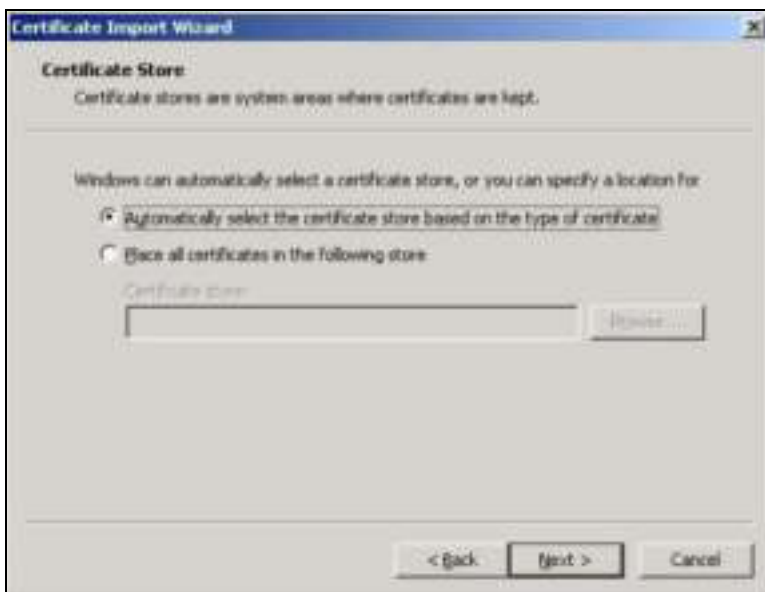 Certificate Import Wizard
Certificate Store
Certificate stores are system areas where certificates are kept.
Windows can automatically select a certificate store, or you can specify a location for
Automatically select the certificate store based on the type of certificate
Place all certificates in the following store
Certificate store:
Browse...
< Back
Next >
Cancel